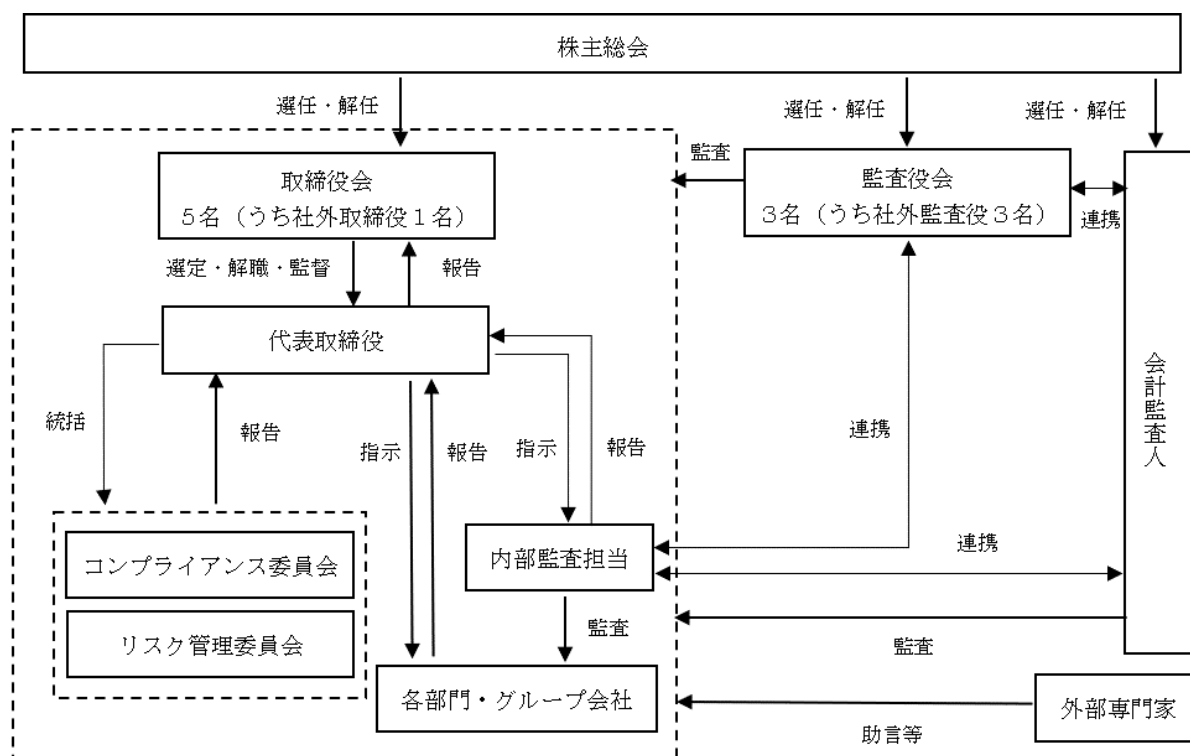 株主総会
選任・解任
選任・解任
選任・解任
取締役会
5名（うち社外取締役1名）
監査
監査役会
3名（うち社外監査役3名）
連携
選定・解職・監督
報告
代表取締役
会計監査人
統括
報告
指示
報告
指示
報告
連携
コンプライアンス委員会
リスク管理委員会
内部監査担当
連携
監査
監査
各部門・グループ会社
助言等
外部専門家